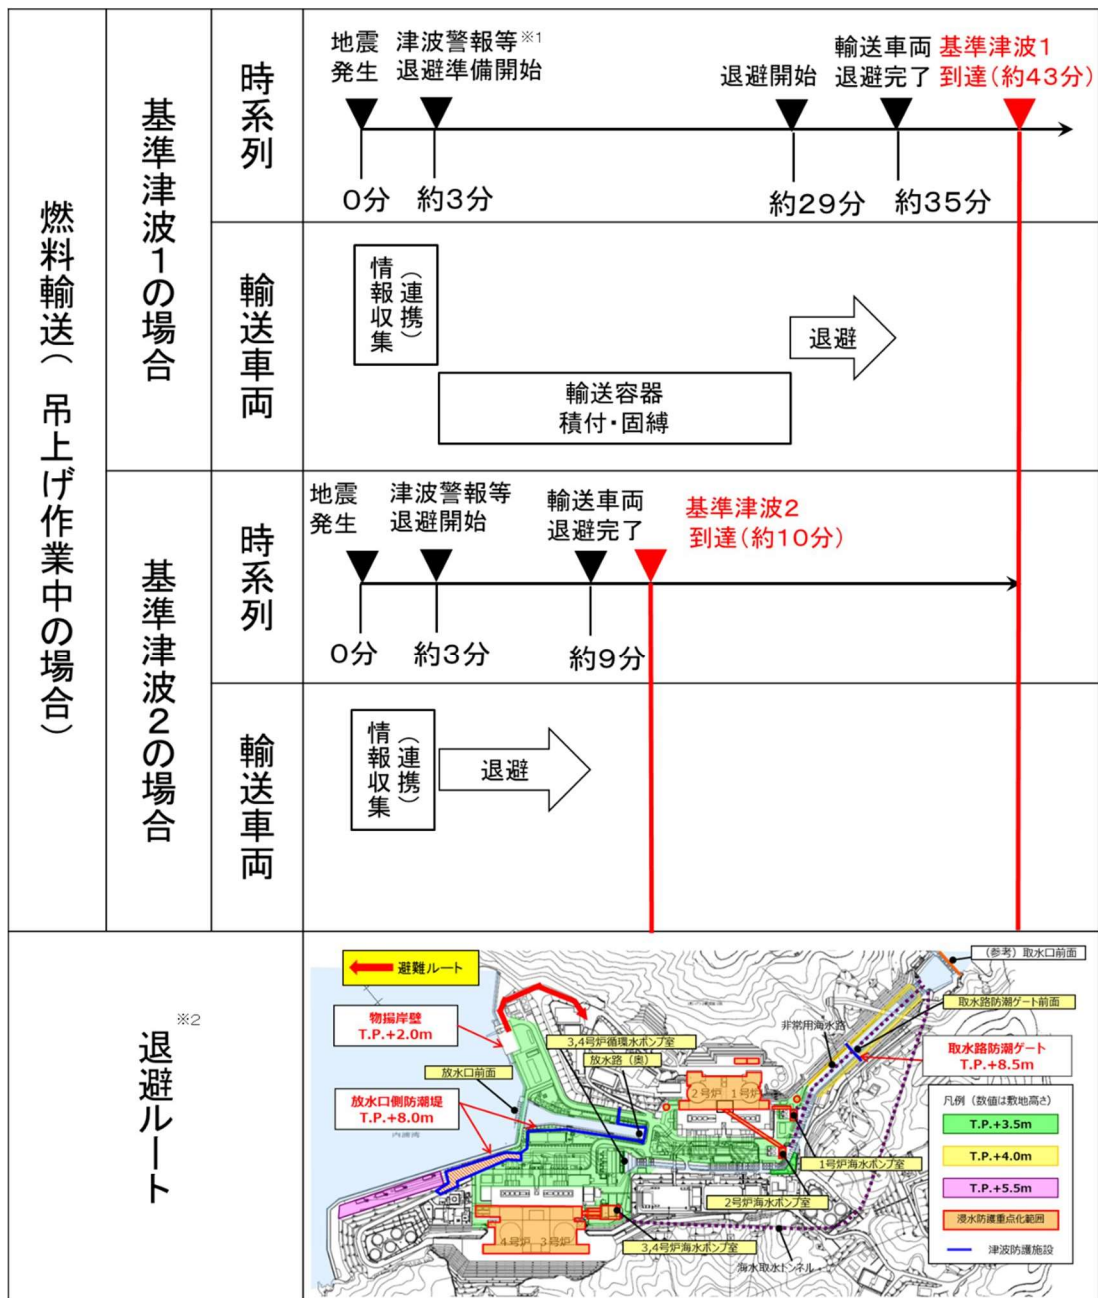 燃料輸送（吊上げ作業中の場合）
基準津波１の場合
時系列
地震
発生
津波警報等※1
退避準備開始
退避開始
輸送車両
退避完了
基準津波１
到達（約43分）
０分
約３分
約２９分
約３５分
輸送車両
情報収集
（連携）
輸送容器
積付・固縛
退避
基準津波２の場合
時系列
地震
発生
津波警報等
退避開始
輸送車両
退避完了
基準津波２
到達（約10分）
０分
約３分
約９分
輸送車両
情報収集
（連携）
退避
退避ルート※2
避難ルート
物揚岸壁
T.P.+2.0m
放水口前面
放水口側防潮堤
T.P.+8.0m
3,4号炉循環水ポンプ室
放水路（奥）
２号炉
１号炉
４号炉
３号炉
非常用海水路
（参考）取水口前面
取水路防潮ゲート前面
取水路防潮ゲート
T.P.+8.5m
1号炉海水ポンプ室
2号炉海水ポンプ室
3,4号炉海水ポンプ室
海水取水トンネル
凡例（数値は敷地高さ）
T.P.+3.5m
T.P.+4.0m
T.P.+5.5m
浸水防護重点化範囲
津波防護施設